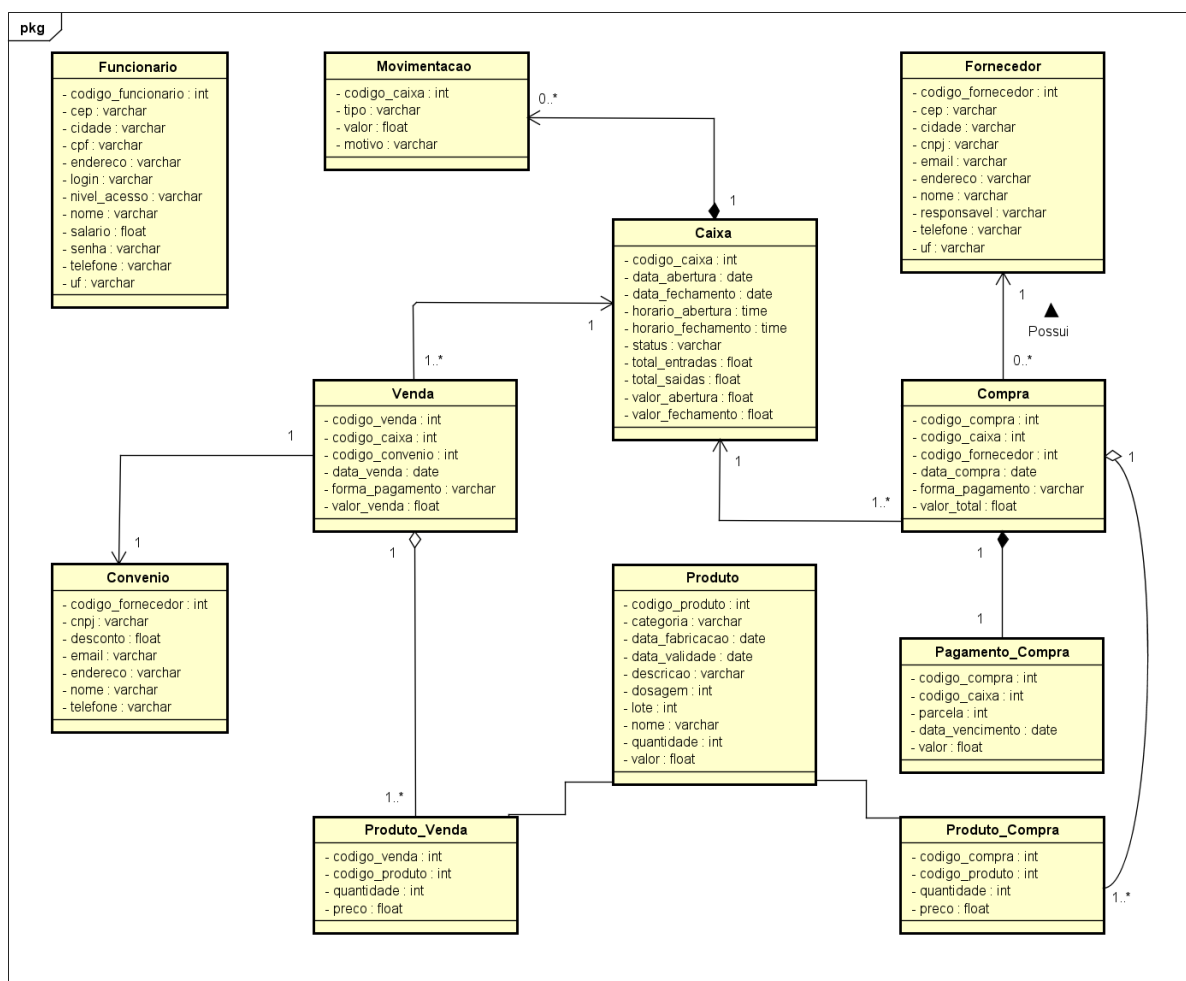 pkg
Funcionario
- codigo_funcionario : int
- cep : varchar
- cidade : varchar
- cpf : varchar
- endereco : varchar
- login : varchar
- nivel_acesso : varchar
- nome : varchar
- salario : float
- senha : varchar
- telefone : varchar
- uf : varchar
Movimentacao
- codigo_caixa : int
- tipo : varchar
- valor : float
- motivo : varchar
0..*
1
Fornecedor
- codigo_fornecedor : int
- cep : varchar
- cidade : varchar
- cnpj : varchar
- email : varchar
- endereco : varchar
- nome : varchar
- responsavel : varchar
- telefone : varchar
- uf : varchar
1
Possui
0..*
Caixa
- codigo_caixa : int
- data_abertura : date
- data_fechamento : date
- horario_abertura : time
- horario_fechamento : time
- status : varchar
- total_entradas : float
- total_saidas : float
- valor_abertura : float
- valor_fechamento : float
1
1..*
1
1..*
Venda
- codigo_venda : int
- codigo_caixa : int
- codigo_convenio : int
- data_venda : date
- forma_pagamento : varchar
- valor_venda : float
1
1
1
1..*
Compra
- codigo_compra : int
- codigo_caixa : int
- codigo_fornecedor : int
- data_compra : date
- forma_pagamento : varchar
- valor_total : float
1
1
1
1..*
Convenio
- codigo_fornecedor : int
- cnpj : varchar
- desconto : float
- email : varchar
- endereco : varchar
- nome : varchar
- telefone : varchar
Produto
- codigo_produto : int
- categoria : varchar
- data_fabricacao : date
- data_validade : date
- descricao : varchar
- dosagem : int
- lote : int
- nome : varchar
- quantidade : int
- valor : float
Pagamento_Compra
- codigo_compra : int
- codigo_caixa : int
- parcela : int
- data_vencimento : date
- valor : float
Produto_Venda
- codigo_venda : int
- codigo_produto : int
- quantidade : int
- preco : float
Produto_Compra
- codigo_compra : int
- codigo_produto : int
- quantidade : int
- preco : float